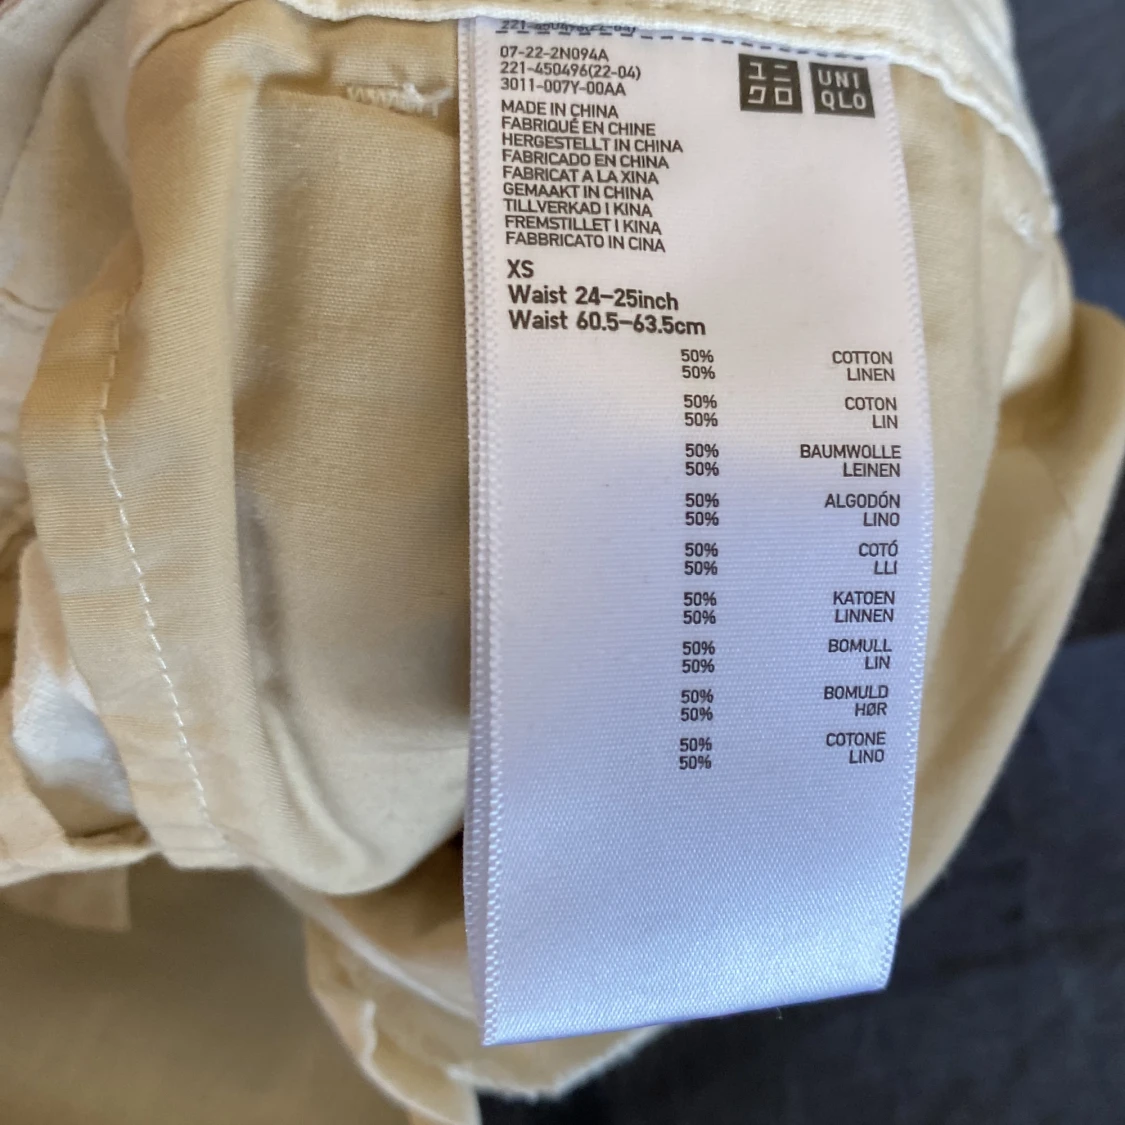 221-450496(22-04)
07-22-2N094A
221-450496(22-04)
3011-007Y-00AA
ユニ
クロ
UNI
QLO
MADE IN CHINA
FABRIQUÉ EN CHINE
HERGESTELLT IN CHINA
FABRICADO EN CHINA
FABRICAT A LA XINA
GEMAAKT IN CHINA
TILLVERKAD I KINA
FREMSTILLET I KINA
FABBRICATO IN CINA
XS
Waist 24-25inch
Waist 60.5-63.5cm
50% COTTON
50% LINEN
50% COTON
50% LIN
50% BAUMWOLLE
50% LEINEN
50% ALGODÓN
50% LINO
50% COTÓ
50% LLI
50% KATOEN
50% LINNEN
50% BOMULL
50% LIN
50% BOMULD
50% HØR
50% COTONE
50% LINO